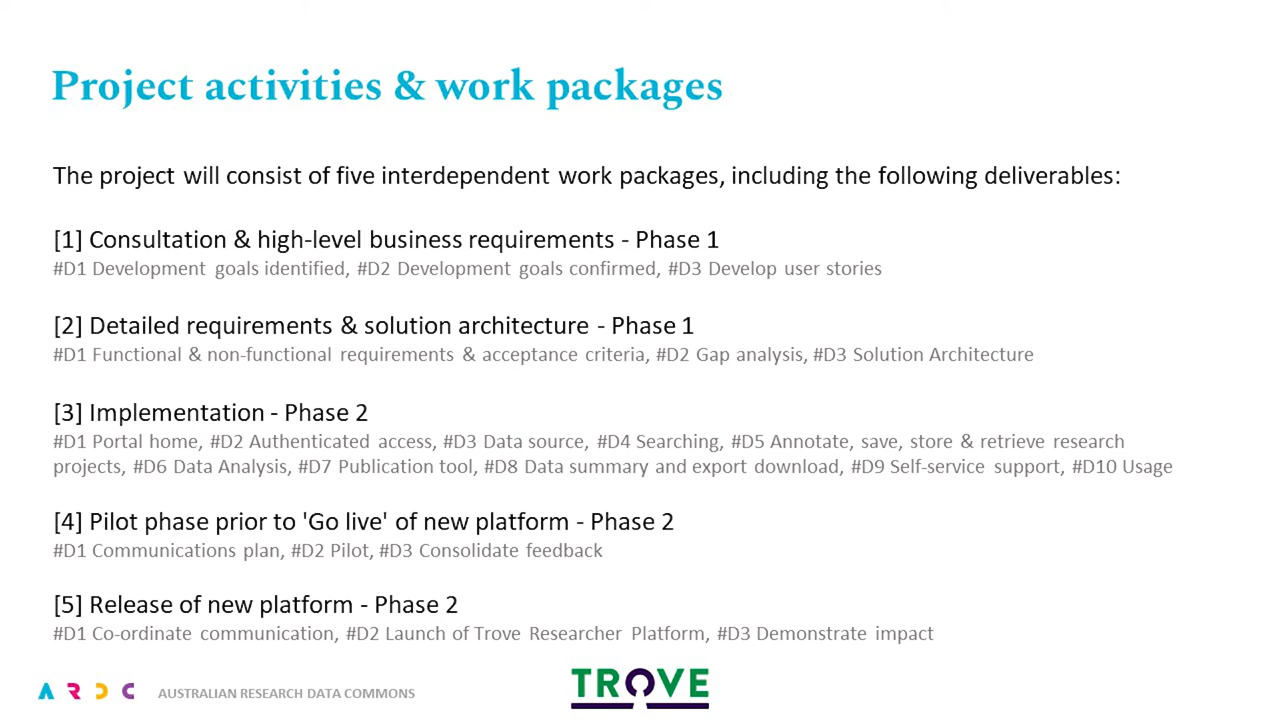 Project activities & work packages
The project will consist of five interdependent work packages, including the following deliverables:
[1] Consultation & high-level business requirements - Phase 1
#D1 Development goals identified, #D2 Development goals confirmed, #D3 Develop user stories
[2] Detailed requirements & solution architecture - Phase 1
#D1 Functional & non-functional requirements & acceptance criteria, #D2 Gap analysis, #D3 Solution Architecture
[3] Implementation - Phase 2
#D1 Portal home, #D2 Authenticated access, #D3 Data source, #D4 Searching, #D5 Annotate, save, store & retrieve research
projects, #D6 Data Analysis, #D7 Publication tool, #D8 Data summary and export download, #D9 Self-service support, #D10 Usage
[4] Pilot phase prior to 'Go live' of new platform - Phase 2
#D1 Communications plan, #D2 Pilot, #D3 Consolidate feedback
[5] Release of new platform - Phase 2
#D1 Co-ordinate communication, #D2 Launch of Trove Researcher Platform, #D3 Demonstrate impact
ARDC AUSTRALIAN RESEARCH DATA COMMONS
TROVE